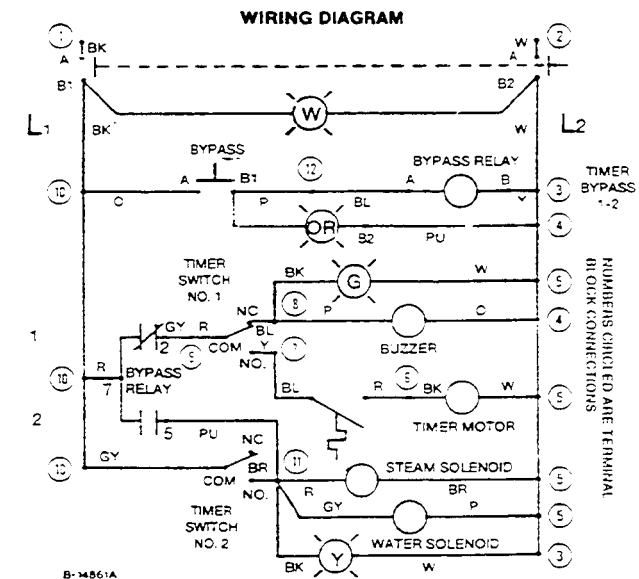 WIRING DIAGRAM
1 BK W 2
A A
B1 B2
W
L1 BK W L2
BYPASS BYPASS RELAY TIMER
BYPASS
1-2
10 A B1 12 A B 3
O P BL Y
OR B2 PU 4
TIMER
SWITCH
NO. 1
BK G W 5
NC 8
GY R BL P O 4
1 2 9 COM Y 7 BUZZER
NO.
R BYPASS
RELAY
10 7
BL R 6 BK W 5
TIMER MOTOR
2 5 PU
NC
GY BR 11 STEAM SOLENOID
10 COM R BR 5
NO.
GY P 5
TIMER
SWITCH
NO. 2
WATER SOLENOID
BK Y W 3
NUMBERS CIRCLED ARE TERMINAL
BLOCK CONNECTIONS
B-14861A